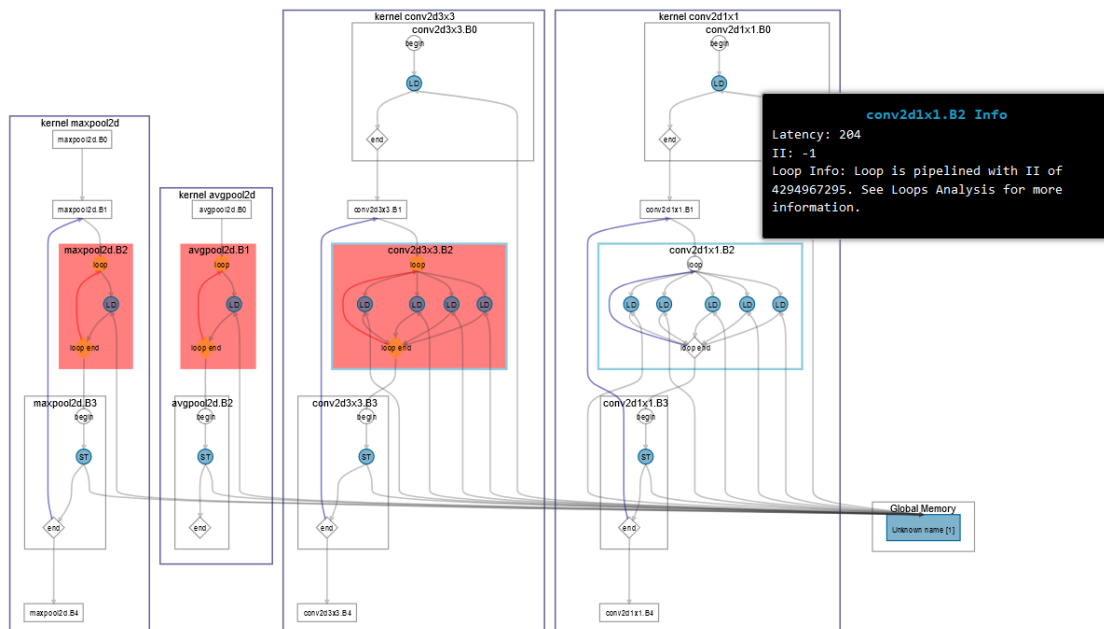 kernel conv2d3x3
kernel conv2d1x1
conv2d3x3.B0
conv2d1x1.B0
begin
begin
LD
LD
end
end
conv2d1x1.B2 Info
Latency: 204
II: -1
Loop Info: Loop is pipelined with II of
4294967295. See Loops Analysis for more
information.
kernel maxpool2d
maxpool2d.B0
kernel avgpool2d
maxpool2d.B1
avgpool2d.B0
conv2d3x3.B1
conv2d1x1.B1
maxpool2d.B2
avgpool2d.B1
conv2d3x3.B2
conv2d1x1.B2
loop
loop
loop
loop
LD
LD
LD
LD
LD
LD
LD
LD
LD
LD
LD
loop end
loop end
loop end
loop end
maxpool2d.B3
avgpool2d.B2
conv2d3x3.B3
conv2d1x1.B3
begin
begin
begin
ST
ST
ST
ST
end
end
end
end
Global Memory
Unknown name [1]
maxpool2d.B4
conv2d3x3.B4
conv2d1x1.B4